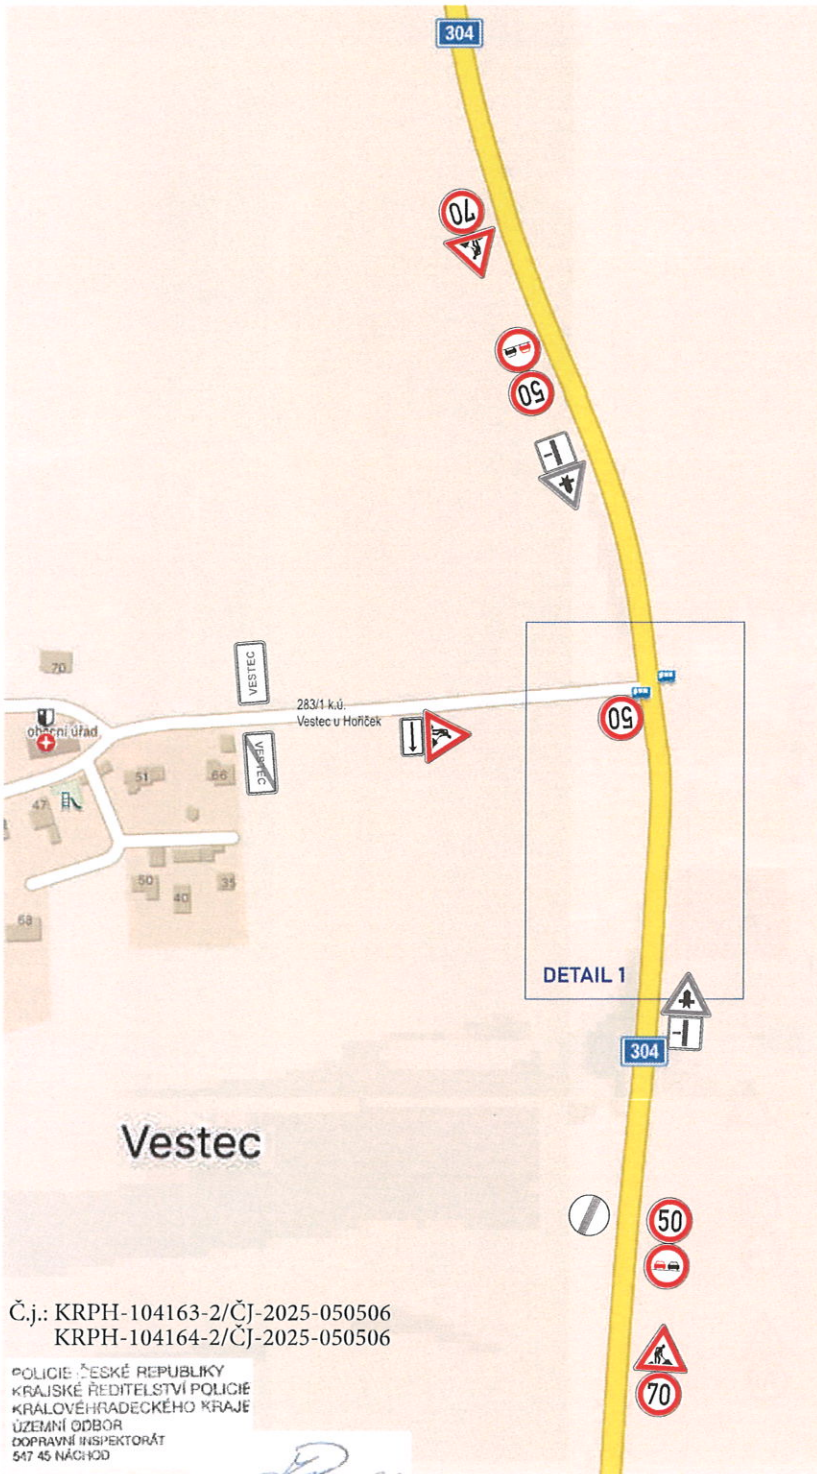 304
70
50
VESTEC
70
283/1 k.ú.
Vestec u Hořiček
obecní úřad
VESTEC
50
51
66
47
50
40
35
68
DETAIL 1
304
Vestec
50
Č.j.: KRPH-104163-2/ČJ-2025-050506
KRPH-104164-2/ČJ-2025-050506
70
POLICIE ČESKÉ REPUBLIKY
KRAJSKÉ ŘEDITELSTVÍ POLICIE
KRÁLOVÉHRADECKÉHO KRAJE
ÚZEMNÍ ODBOR
DOPRAVNÍ INSPEKTORÁT
547 45 NÁCHOD